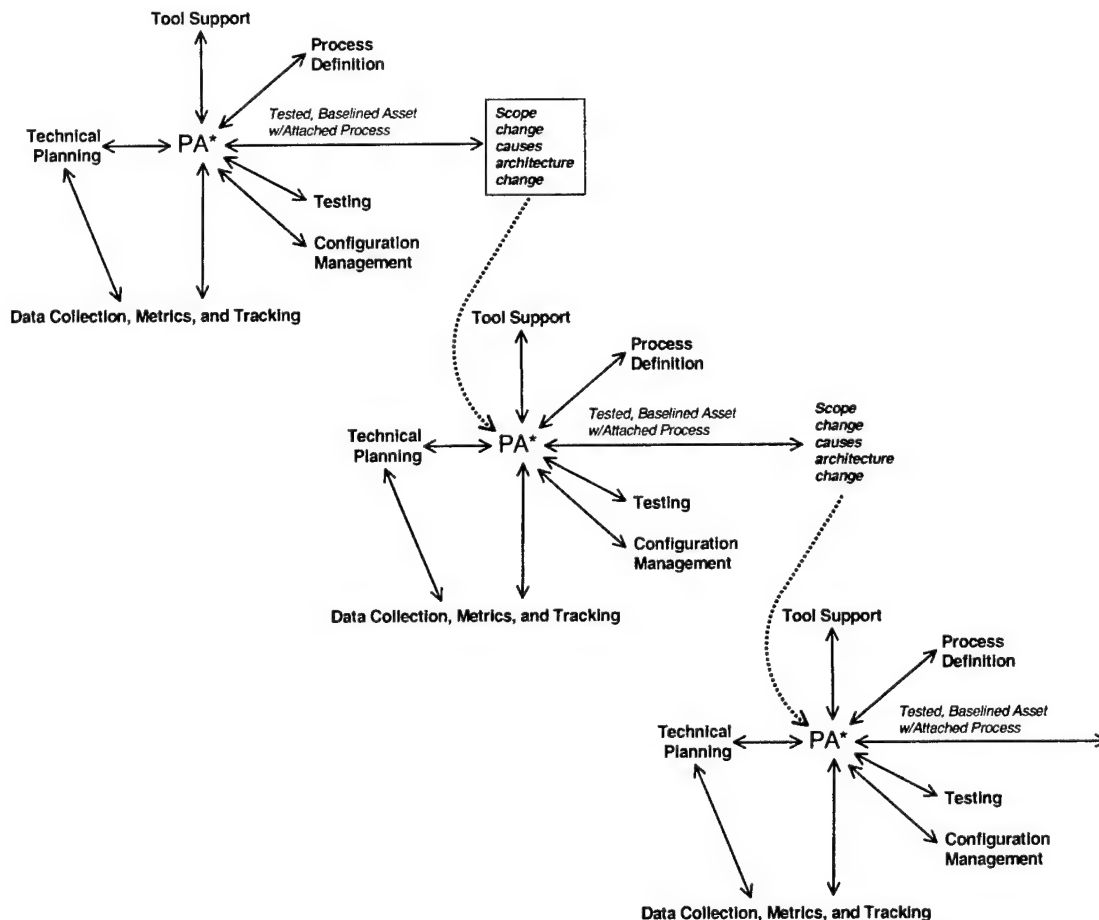 Tool Support
Process
Definition
Tested, Baselined Asset
w/Attached Process
Scope
change
causes
architecture
change
Technical
Planning
PA*
Testing
Configuration
Management
Data Collection, Metrics, and Tracking
Tool Support
Process
Definition
Tested, Baselined Asset
w/Attached Process
Scope
change
causes
architecture
change
Technical
Planning
PA*
Testing
Configuration
Management
Data Collection, Metrics, and Tracking
Tool Support
Process
Definition
Tested, Baselined Asset
w/Attached Process
Technical
Planning
PA*
Testing
Configuration
Management
Data Collection, Metrics, and Tracking